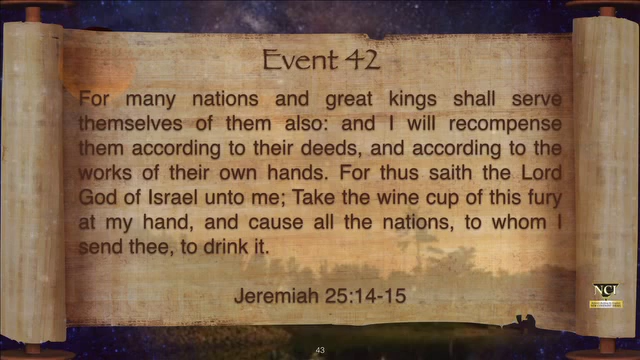 Event 42
For many nations and great kings shall serve
themselves of them also: and I will recompense
them according to their deeds, and according to the
works of their own hands. For thus saith the Lord
God of Israel unto me; Take the wine cup of this fury
at my hand, and cause all the nations, to whom I
send thee, to drink it.
Jeremiah 25:14-15
NCI
43